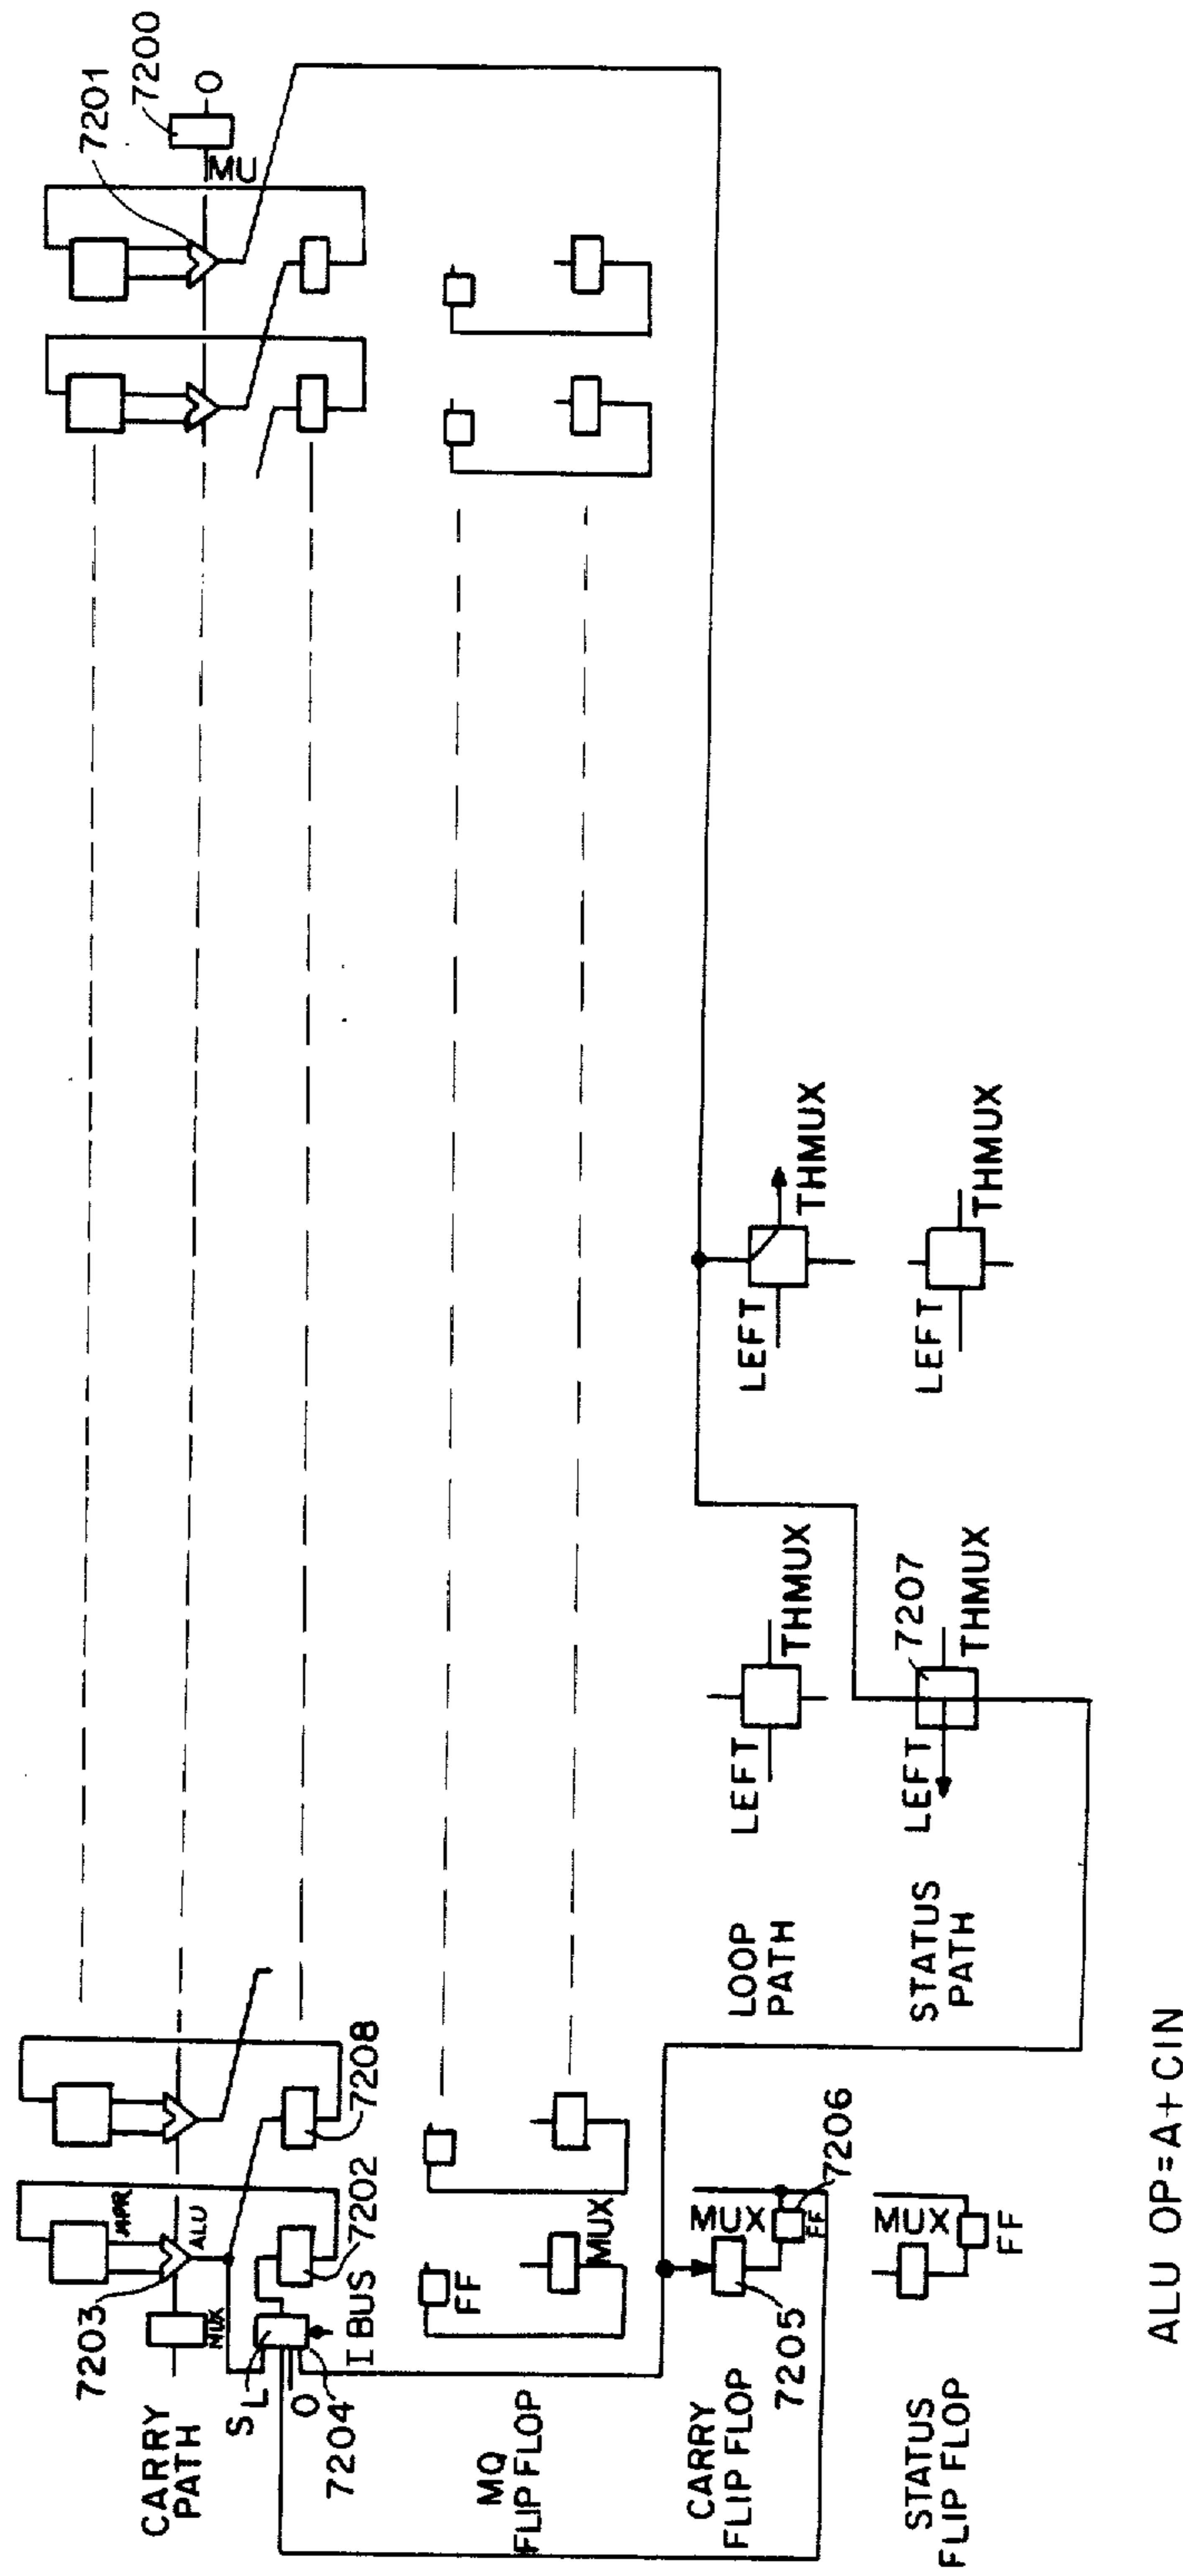 7203
MPR
ALU
MUX
CARRY
PATH
SL
O
7204
I BUS
7202
7208
7201
MU
7200
O
MQ
FLIP FLOP
FF
MUX
CARRY
FLIP FLOP
7205
MUX
FF
7206
LOOP
PATH
LEFT
THMUX
LEFT
THMUX
STATUS
FLIP FLOP
MUX
FF
STATUS
PATH
LEFT
7207
THMUX
LEFT
THMUX
ALU OP=A+CIN